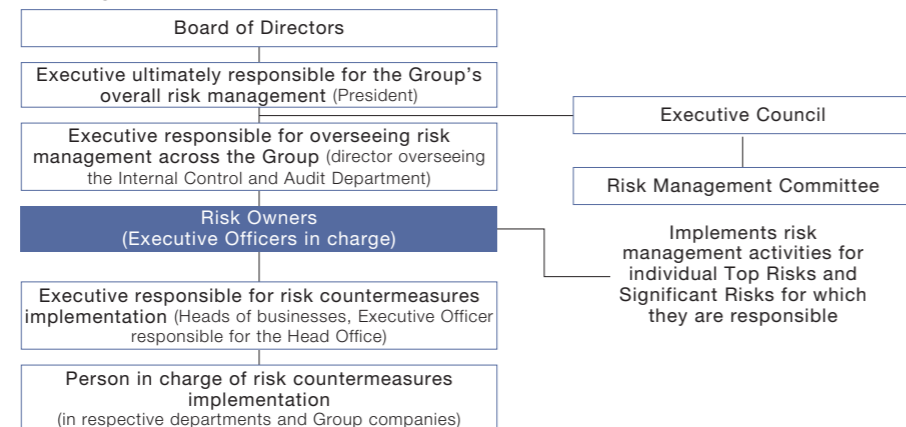 Board of Directors
Executive ultimately responsible for the Group's
overall risk management (President)
Executive Council
Executive responsible for overseeing risk
management across the Group (director overseeing
the Internal Control and Audit Department)
Risk Management Committee
Risk Owners
(Executive Officers in charge)
Implements risk
management activities for
individual Top Risks and
Significant Risks for which
they are responsible
Executive responsible for risk countermeasures
implementation (Heads of businesses, Executive Officer
responsible for the Head Office)
Person in charge of risk countermeasures
implementation
(in respective departments and Group companies)